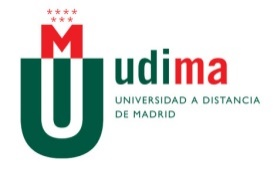 M
U
udima
UNIVERSIDAD A DISTANCIA
DE MADRID